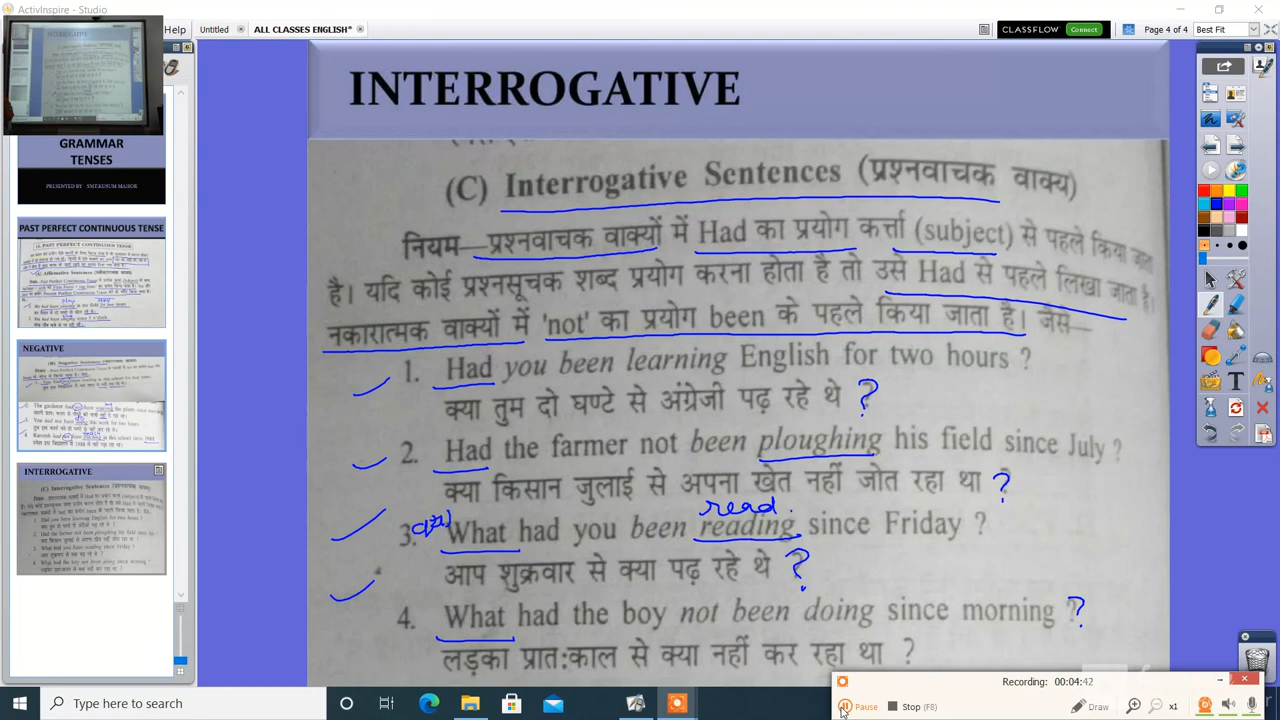 ActivInspire - Studio
Help
Untitled
ALL CLASSES ENGLISH*
CLASSFLOW
Connect
Page 4 of 4
Best Fit
GRAMMAR
TENSES
PAST PERFECT CONTINUOUS TENSE
NEGATIVE
INTERROGATIVE
INTERROGATIVE
(C) Interrogative Sentences (प्रश्नवाचक वाक्य)
नियम— प्रश्नवाचक वाक्यों में Had का प्रयोग कर्त्ता (subject) से पहले किया जाता
है। यदि कोई प्रश्नसूचक शब्द प्रयोग करना होता है तो उसे Had से पहले लिखा जाता है।
नकारात्मक वाक्यों में 'not' का प्रयोग been के पहले किया जाता है। जैसे—
1. Had you been learning English for two hours ?
क्या तुम दो घण्टे से अंग्रेजी पढ़ रहे थे ?
2. Had the farmer not been ploughing his field since July ?
क्या किसान जुलाई से अपना खेत नहीं जोत रहा था ?
read.
3. What had you been reading since Friday ?
आप शुक्रवार से क्या पढ़ रहे थे ?
4. What had the boy not been doing since morning ?
लड़का प्रात:काल से क्या नहीं कर रहा था ?
Recording: 00:04:42
Pause
Stop (F8)
Draw
x1
Type here to search